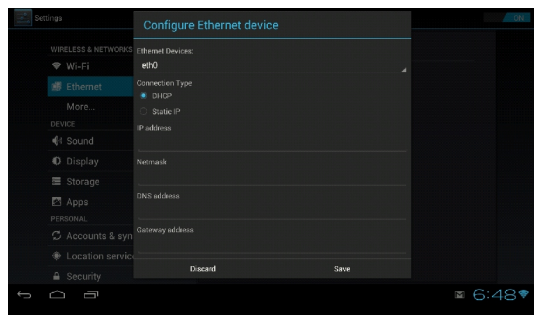 Settings
ON
WIRELESS & NETWORKS
Wi-Fi
Ethernet
More...
DEVICE
Sound
Display
Storage
Apps
PERSONAL
Accounts & syn
Location servic
Security
Configure Ethernet device
Ethernet Devices:
eth0
Connection Type
DHCP
Static IP
IP address
Netmask
DNS address
Gateway address
Discard
Save
6:48